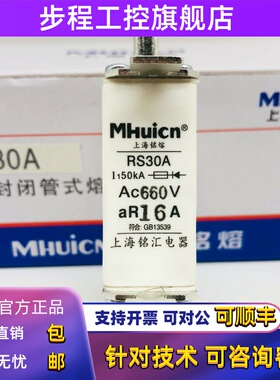 步程工控旗舰店
MHuicn
上海铭熔
RS30A
I₁50kA
Ac660V
aR16A
符合: GB13539
上海铭汇电器
30A
封闭管式熔
MHUICN 铭熔
官方正品
支持开票 可对公
可顺丰
直销
包
无忧
邮
针对技术 可咨询客